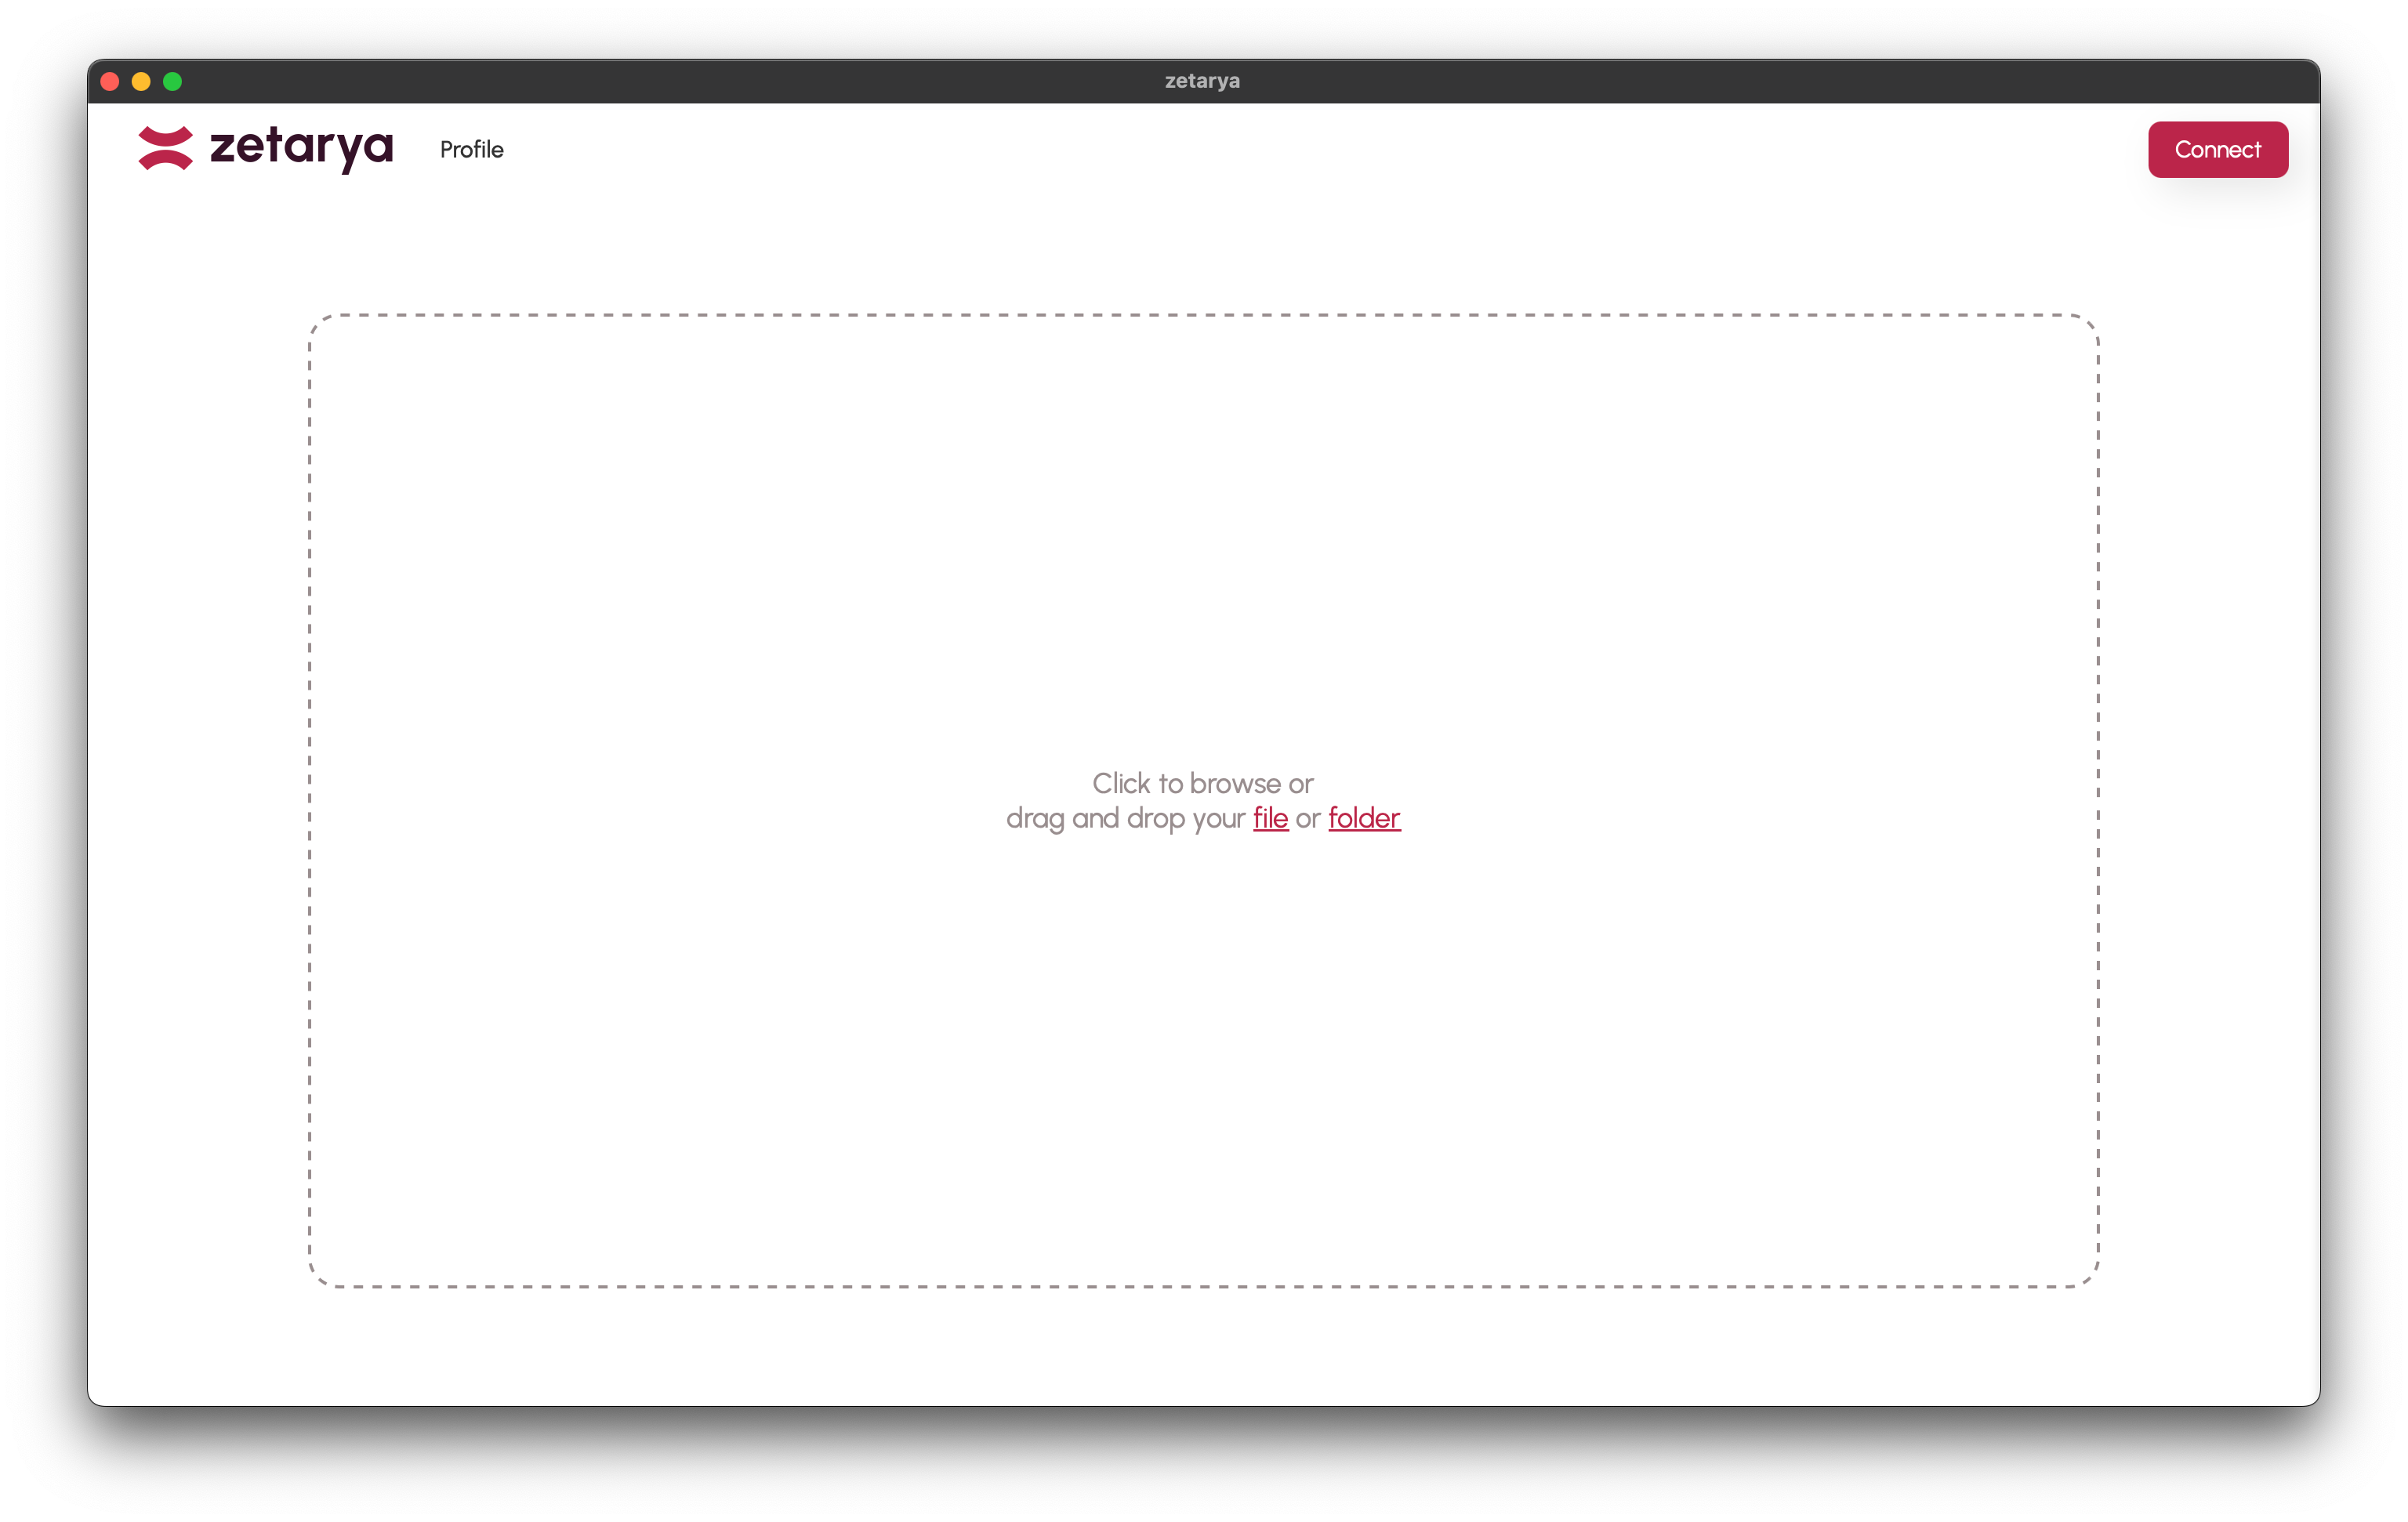 zetarya
zetarya
Profile
Connect
Click to browse or
drag and drop your file or folder